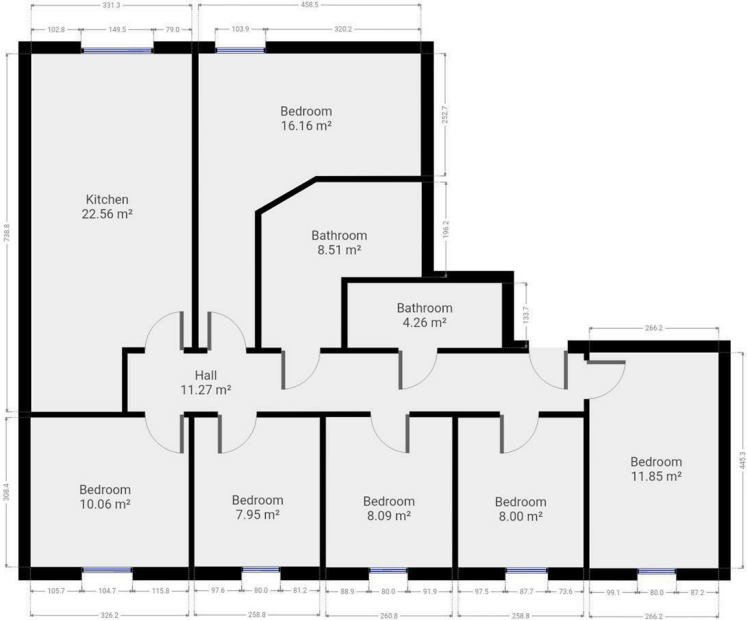 331.3
458.5
102.8
149.5
79.0
103.9
320.2
Bedroom
16.16 m²
252.7
Kitchen
22.56 m²
738.8
Bathroom
8.51 m²
196.2
Bathroom
4.26 m²
133.7
266.2
Hall
11.27 m²
Bedroom
11.85 m²
445.3
Bedroom
10.06 m²
308.4
Bedroom
7.95 m²
Bedroom
8.09 m²
Bedroom
8.00 m²
105.7
104.7
115.8
97.6
80.0
81.2
88.9
80.0
91.9
97.5
87.7
73.6
99.1
80.0
87.2
326.2
258.8
260.8
258.8
266.2